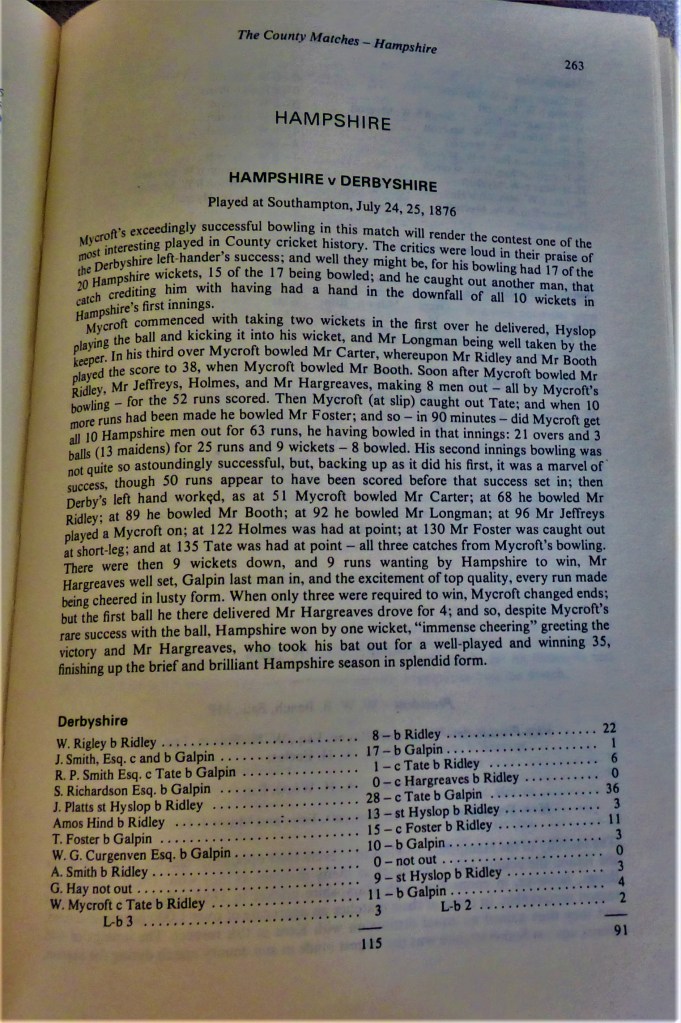 The County Matches – Hampshire
263
HAMPSHIRE
HAMPSHIRE v DERBYSHIRE
Played at Southampton, July 24, 25, 1876
Mycroft's exceedingly successful bowling in this match will render the contest one of the
most interesting played in County cricket history. The critics were loud in their praise of
the Derbyshire left-hander's success; and well they might be, for his bowling had 17 of the
20 Hampshire wickets, 15 of the 17 being bowled; and he caught out another man, that
catch crediting him with having had a hand in the downfall of all 10 wickets in
Hampshire's first innings.
Mycroft commenced with taking two wickets in the first over he delivered, Hyslop
playing the ball and kicking it into his wicket, and Mr Longman being well taken by the
keeper. In his third over Mycroft bowled Mr Carter, whereupon Mr Ridley and Mr Booth
played the score to 38, when Mycroft bowled Mr Booth. Soon after Mycroft bowled Mr
Ridley, Mr Jeffreys, Holmes, and Mr Hargreaves, making 8 men out – all by Mycroft's
bowling – for the 52 runs scored. Then Mycroft (at slip) caught out Tate; and when 10
more runs had been made he bowled Mr Foster; and so – in 90 minutes – did Mycroft get
all 10 Hampshire men out for 63 runs, he having bowled in that innings: 21 overs and 3
balls (13 maidens) for 25 runs and 9 wickets – 8 bowled. His second innings bowling was
not quite so astoundingly successful, but, backing up as it did his first, it was a marvel of
success, though 50 runs appear to have been scored before that success set in; then
Derby's left hand worked, as at 51 Mycroft bowled Mr Carter; at 68 he bowled Mr
Ridley; at 89 he bowled Mr Booth; at 92 he bowled Mr Longman; at 96 Mr Jeffreys
played a Mycroft on; at 122 Holmes was had at point; at 130 Mr Foster was caught out
at short-leg; and at 135 Tate was had at point – all three catches from Mycroft's bowling.
There were then 9 wickets down, and 9 runs wanting by Hampshire to win, Mr
Hargreaves well set, Galpin last man in, and the excitement of top quality, every run made
being cheered in lusty form. When only three were required to win, Mycroft changed ends;
but the first ball he there delivered Mr Hargreaves drove for 4; and so, despite Mycroft's
rare success with the ball, Hampshire won by one wicket, "immense cheering" greeting the
victory and Mr Hargreaves, who took his bat out for a well-played and winning 35,
finishing up the brief and brilliant Hampshire season in splendid form.
Derbyshire
W. Rigley b Ridley 8 – b Ridley 22
J. Smith, Esq. c and b Galpin 17 – b Galpin 1
R. P. Smith Esq. c Tate b Galpin 1 – c Tate b Ridley 6
S. Richardson Esq. b Galpin 0 – c Hargreaves b Ridley 0
J. Platts st Hyslop b Ridley 28 – c Tate b Galpin 36
Amos Hind b Ridley 13 – st Hyslop b Ridley 3
T. Foster b Galpin 15 – c Foster b Ridley 11
W. G. Curgenven Esq. b Galpin 10 – b Galpin 3
A. Smith b Ridley 0 – not out 0
G. Hay not out 9 – st Hyslop b Ridley 3
W. Mycroft c Tate b Ridley 11 – b Galpin 4
L-b 3 3 L-b 2 2
115 91